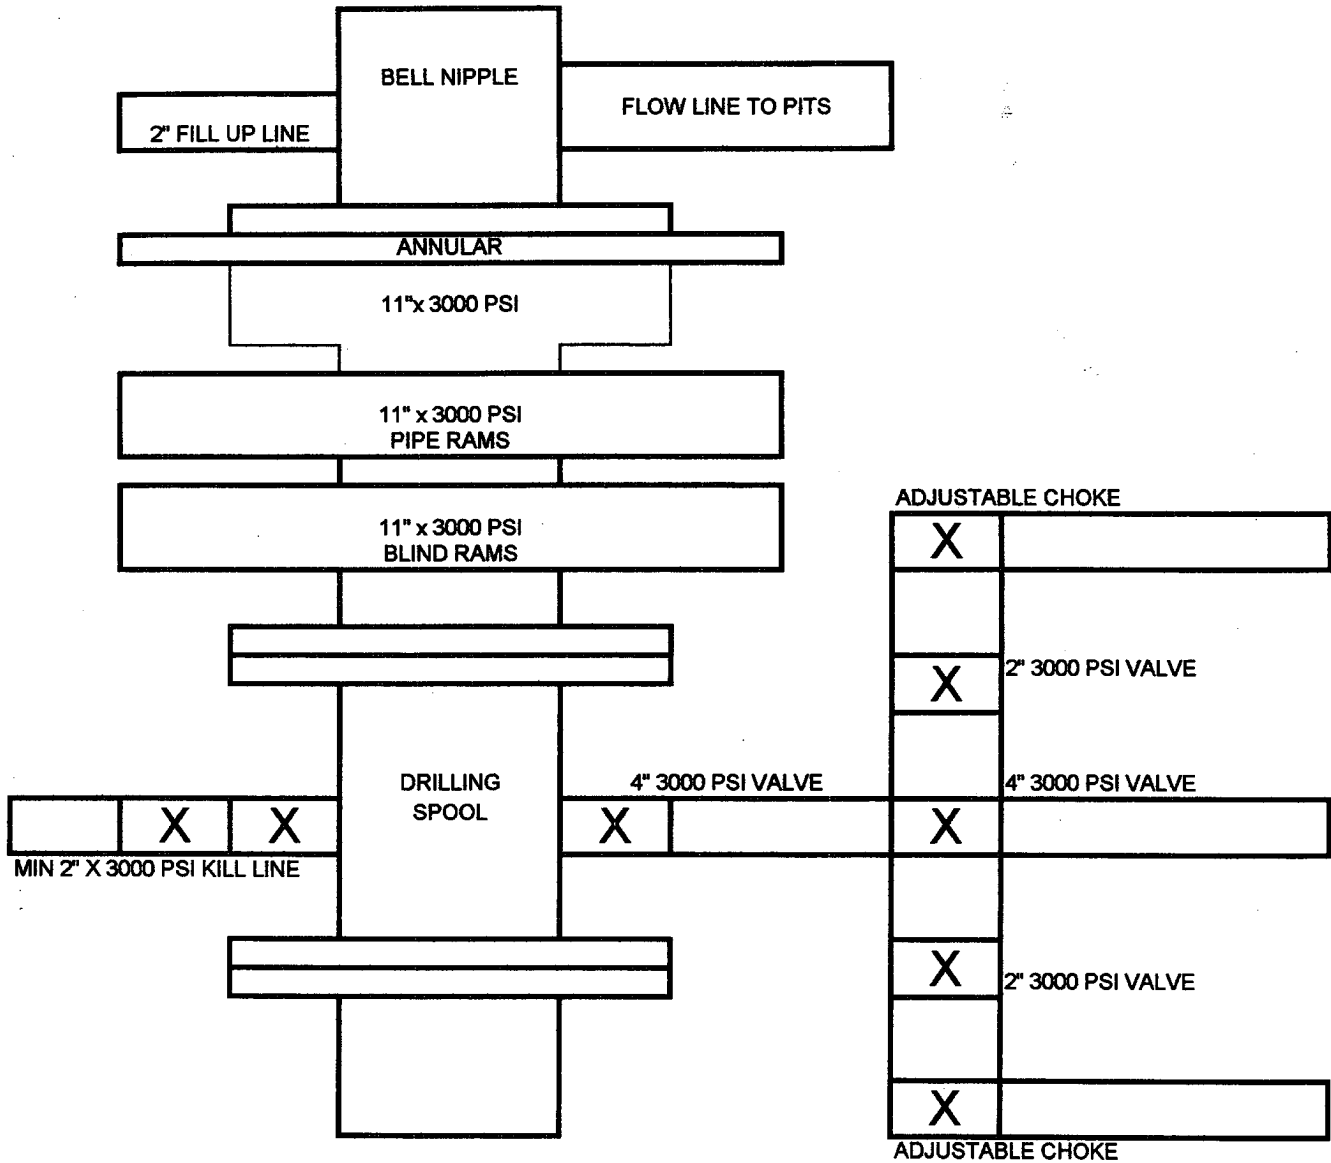 BELL NIPPLE
FLOW LINE TO PITS
2" FILL UP LINE
ANNULAR
11"x 3000 PSI
11" x 3000 PSI
PIPE RAMS
11" x 3000 PSI
BLIND RAMS
ADJUSTABLE CHOKE
X
X
2" 3000 PSI VALVE
DRILLING
SPOOL
4" 3000 PSI VALVE
4" 3000 PSI VALVE
X
X
X
X
MIN 2" X 3000 PSI KILL LINE
X
2" 3000 PSI VALVE
X
ADJUSTABLE CHOKE